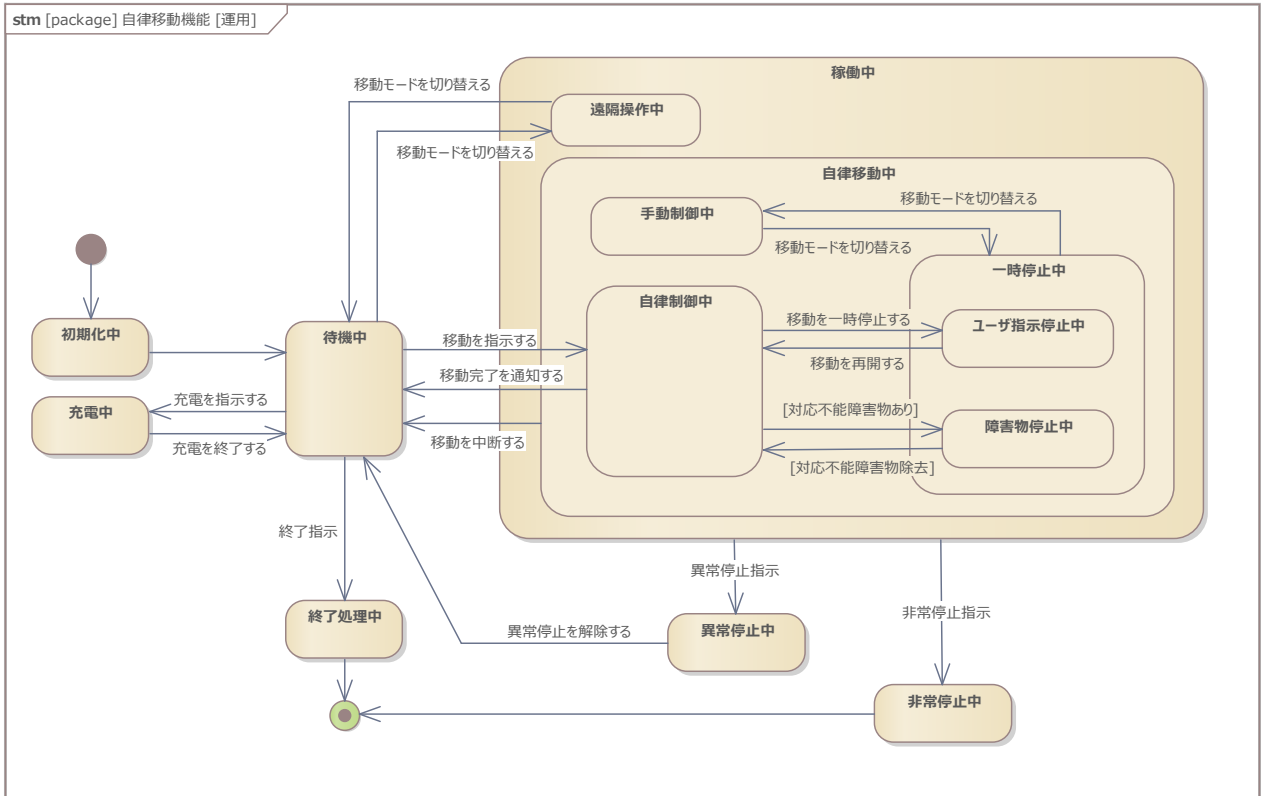 stm [package] 自律移動機能 [運用]
稼働中
移動モードを切り替える
遠隔操作中
移動モードを切り替える
自律移動中
手動制御中
移動モードを切り替える
移動モードを切り替える
一時停止中
自律制御中
初期化中
待機中
移動を指示する
移動を一時停止する
ユーザ指示停止中
移動を再開する
移動完了を通知する
充電中
充電を指示する
充電を終了する
移動を中断する
[対応不能障害物あり]
障害物停止中
[対応不能障害物除去]
終了指示
異常停止指示
非常停止指示
終了処理中
異常停止を解除する
異常停止中
非常停止中